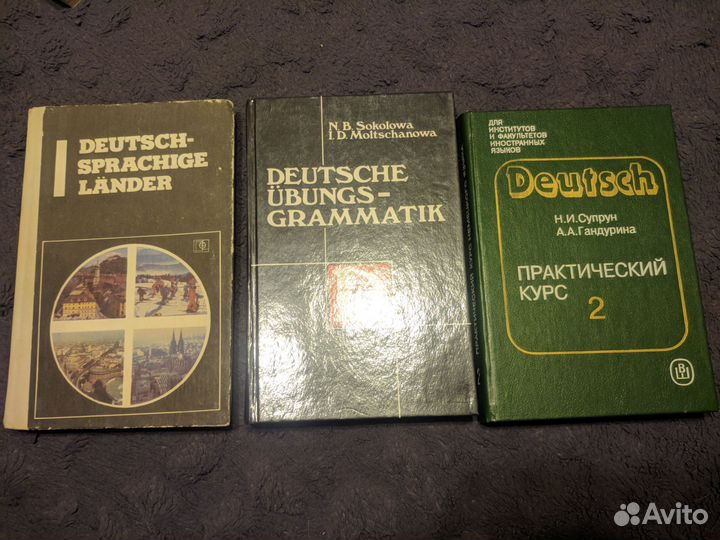 DEUTSCH-
SPRACHIGE
LÄNDER
N. B. Sokolowa
I. D. Moltschanowa
DEUTSCHE
ÜBUNGS-
GRAMMATIK
ДЛЯ
ИНСТИТУТОВ
И ФАКУЛЬТЕТОВ
ИНОСТРАННЫХ
ЯЗЫКОВ
Deutsch
Н.И.Супрун
А.А.Гандурина
ПРАКТИЧЕСКИЙ
КУРС
2
Avito